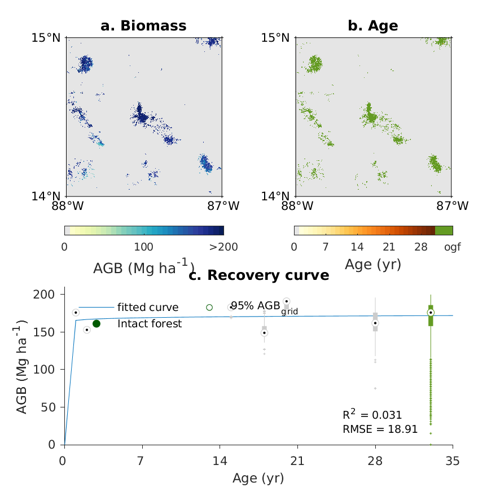 a. Biomass
b. Age
15°N
14°N
88°W
87°W
15°N
14°N
88°W
87°W
0
100
>200
AGB (Mg ha-1)
0
7
14
21
28
ogf
Age (yr)
c. Recovery curve
200
150
100
50
0
AGB (Mg ha-1)
fitted curve
95% AGB grid
Intact forest
R2 = 0.031
RMSE = 18.91
0
7
14
21
28
35
Age (yr)